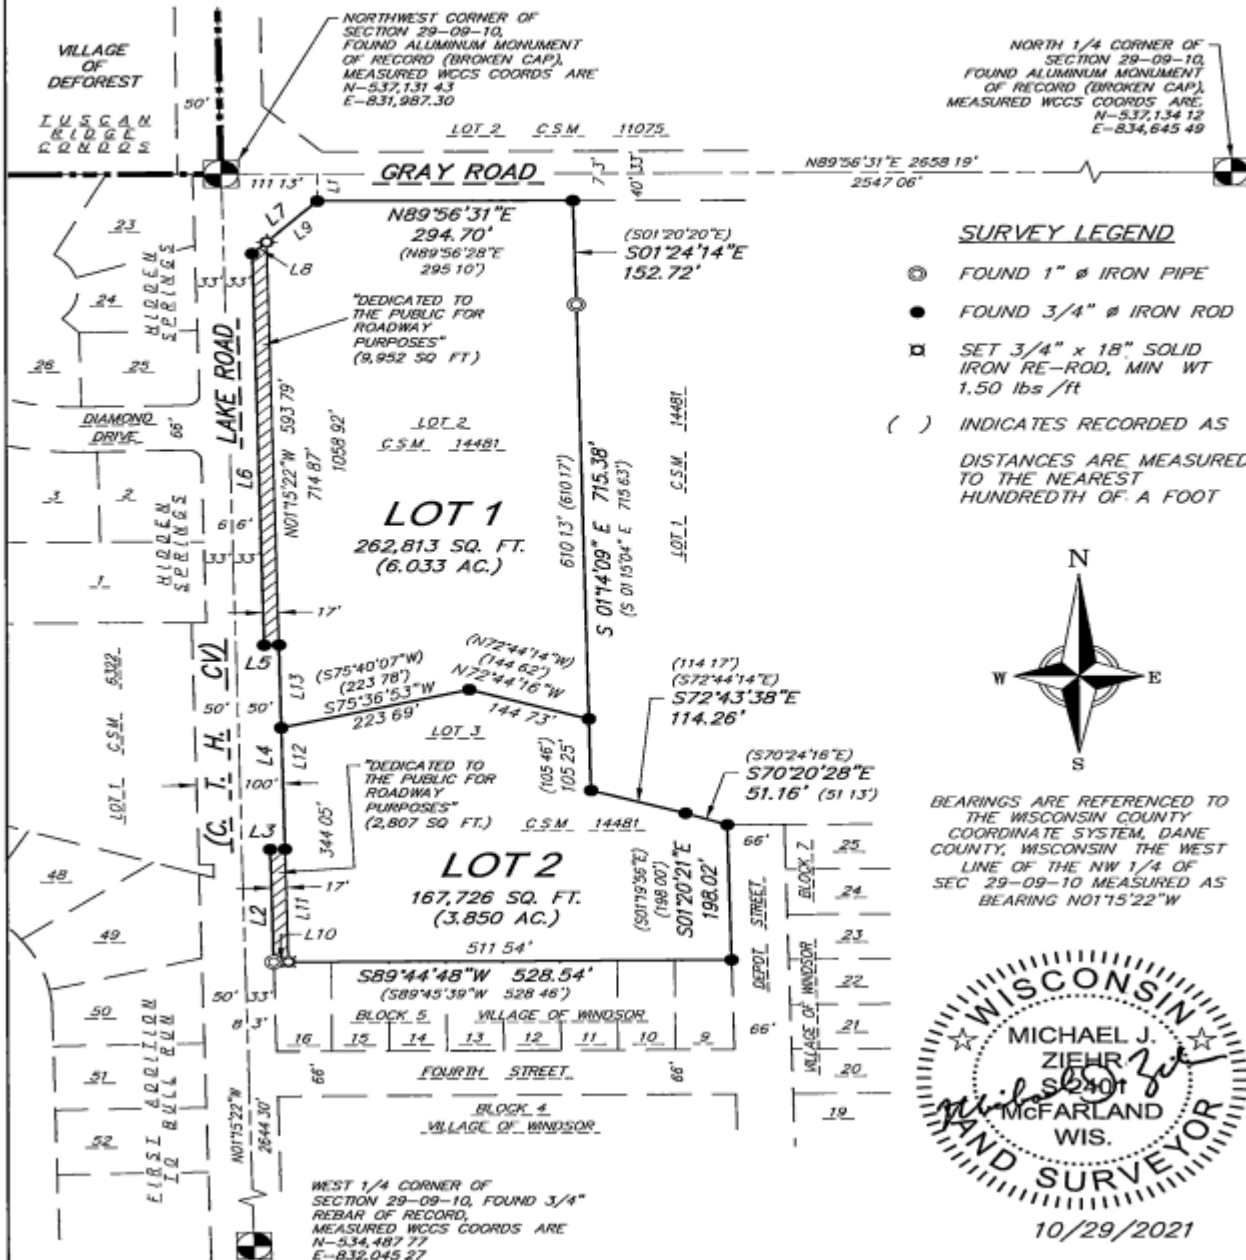 VILLAGE
OF
DEFOREST
TUSCAN
RIDGE
CONDOS
50'
NORTHWEST CORNER OF
SECTION 29-09-10,
FOUND ALUMINUM MONUMENT
OF RECORD (BROKEN CAP),
MEASURED WCCS COORDS ARE
N-537,131 43
E-831,987.30
NORTH 1/4 CORNER OF
SECTION 29-09-10,
FOUND ALUMINUM MONUMENT
OF RECORD (BROKEN CAP),
MEASURED WCCS COORDS ARE.
N-537,134 12
E-834,645 49
LOT 2 C S M 11075
GRAY ROAD
111 13'
L1
7 3'
40' 33'
N89°56'31"E 2658 19'
2547 06'
L7
L9
L8
N89°56'31"E
294.70'
(N89°56'28"E
295 10')
(S01°20'20"E)
S01°24'14"E
152.72'
SURVEY LEGEND
FOUND 1" ø IRON PIPE
FOUND 3/4" ø IRON ROD
SET 3/4" x 18" SOLID
IRON RE-ROD, MIN WT
1.50 lbs /ft
( ) INDICATES RECORDED AS
DISTANCES ARE MEASURED
TO THE NEAREST
HUNDREDTH OF A FOOT
23
24
26
25
HIDDEN
SPRINGS
33' 33'
LAKE ROAD
"DEDICATED TO
THE PUBLIC FOR
ROADWAY
PURPOSES"
(9,952 SQ FT)
DIAMOND
DRIVE
66'
3
2
1
HIDDEN
SPRINGS
L6
N01°15'22"W 593 79'
714 87'
1058 92'
6 6'
33' 33'
LOT 2
C S M 14481
LOT 1
262,813 SQ. FT.
(6.033 AC.)
610 13' (610 17')
S 01°14'09" E 715.38'
(S 01°15'04" E 715 63')
LOT 1 C S M 14481
17'
L5
L13
(C. T. H. CV)
50' 50'
LOT 1 C S M 6322
(S75°40'07"W)
(223 78')
S75°36'53"W
223 69'
(N72°44'14"W)
(144 62')
N72°44'16"W
144 73'
(114 17')
(S72°44'14"E)
S72°43'38"E
114.26'
(S70°24'16"E)
S70°20'28"E
51.16' (51 13')
N
W E
S
LOT 3
C S M 14481
L4
L12
100'
L3
344 05'
(105 46')
105 25'
"DEDICATED TO
THE PUBLIC FOR
ROADWAY
PURPOSES"
(2,807 SQ FT.)
LOT 2
167,726 SQ. FT.
(3.850 AC.)
17'
L2
L11
L10
(S01°19'56"E)
(198 00')
S01°20'21"E
198.02'
511 54'
S89°44'48"W 528.54'
(S89°45'39"W 528 46')
66'
DEPOT STREET
66'
BLOCK 7
VILLAGE OF WINDSOR
25
24
23
22
21
20
19
BEARINGS ARE REFERENCED TO
THE WISCONSIN COUNTY
COORDINATE SYSTEM, DANE
COUNTY, WISCONSIN THE WEST
LINE OF THE NW 1/4 OF
SEC 29-09-10 MEASURED AS
BEARING N01°15'22"W
48
49
50
51
52
FIRST ADDITION
TO BULL RUN
50' 33'
8 3'
N01°15'22"W
2644 30'
BLOCK 5 VILLAGE OF WINDSOR
16 15 14 13 12 11 10 9
66' 66'
FOURTH STREET
BLOCK 4
VILLAGE OF WINDSOR
WEST 1/4 CORNER OF
SECTION 29-09-10, FOUND 3/4"
REBAR OF RECORD,
MEASURED WCCS COORDS ARE
N-534,487 77
E-832,045 27
WISCONSIN
MICHAEL J.
ZIEHR
S-2401
McFARLAND
WIS.
LAND SURVEYOR
10/29/2021